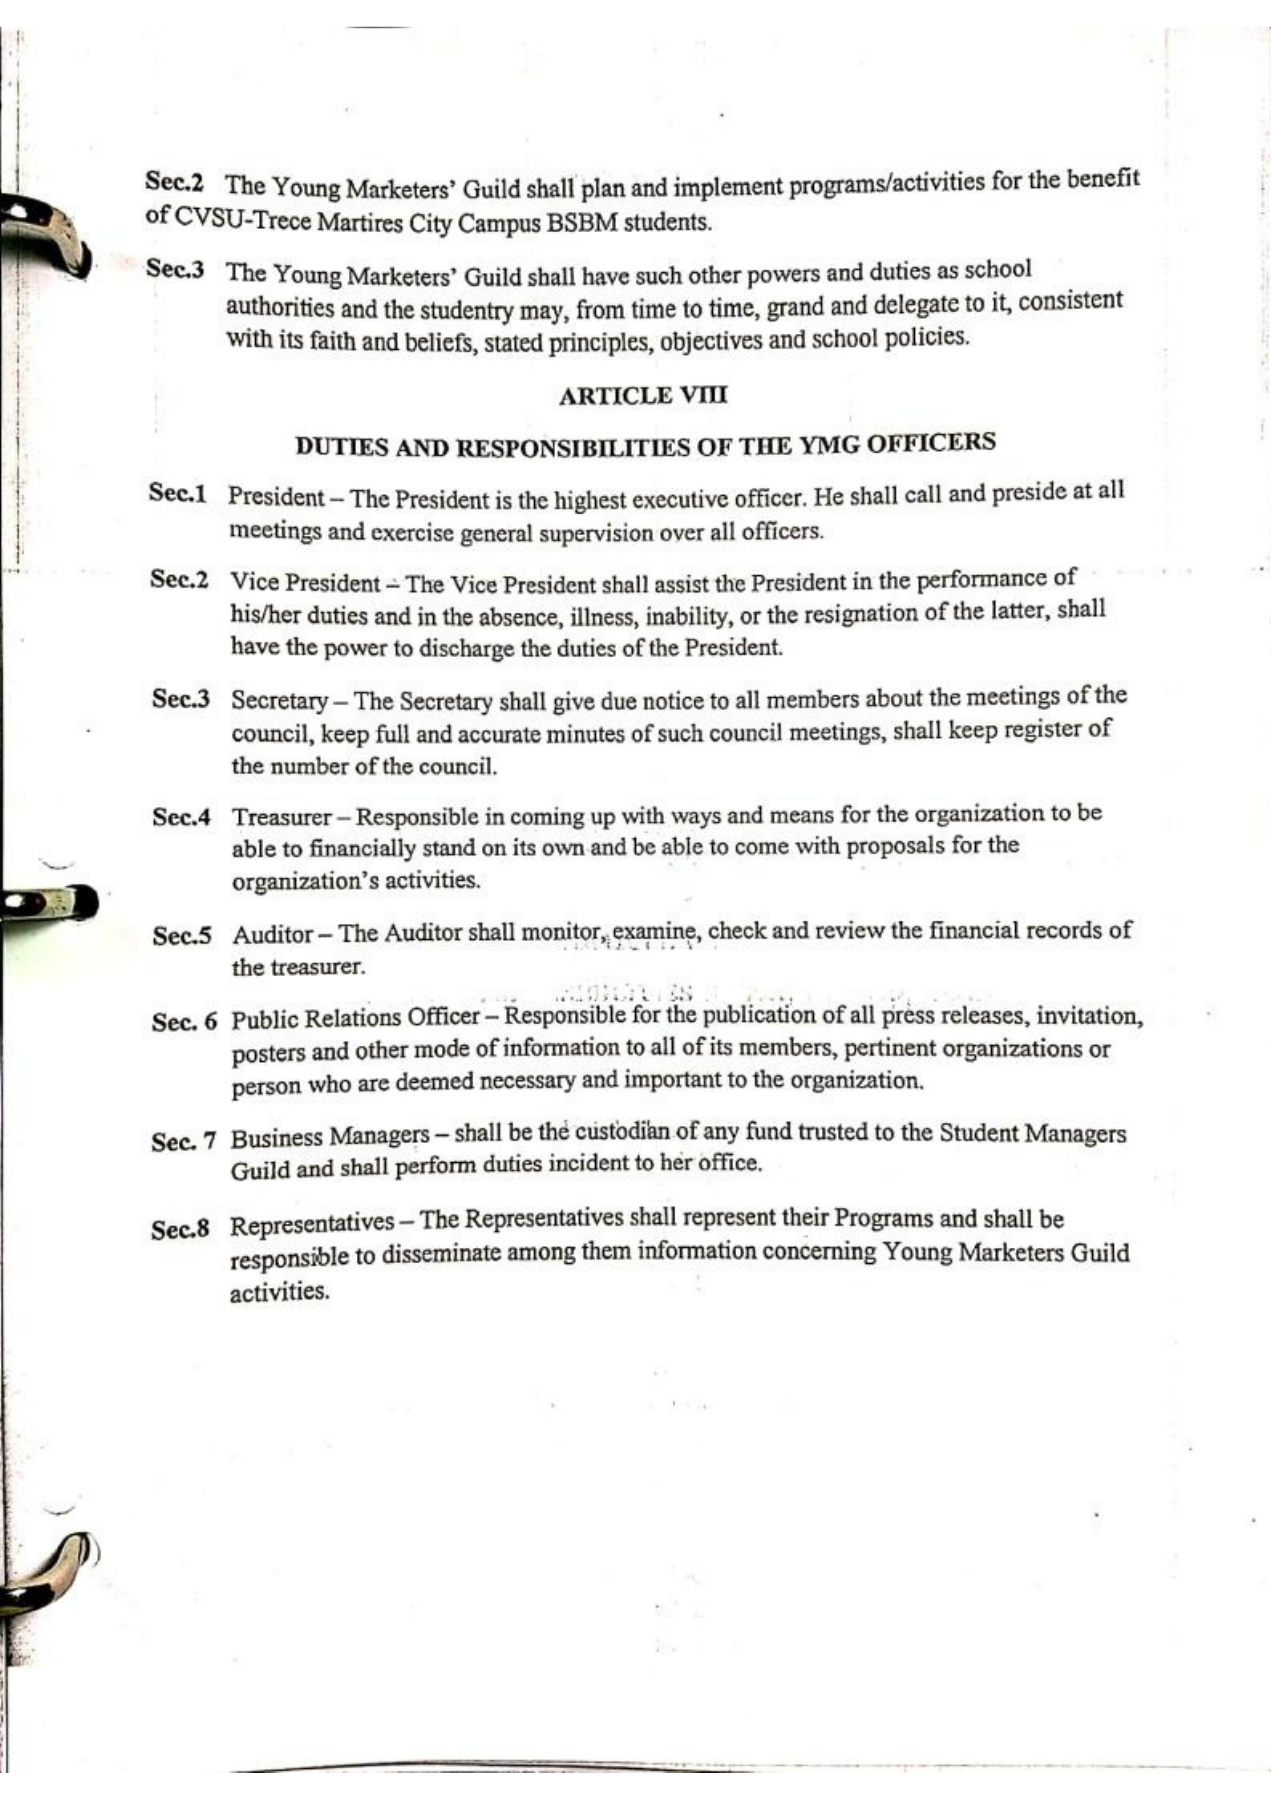 Sec.2 The Young Marketers' Guild shall plan and implement programs/activities for the benefit
of CVSU-Trece Martires City Campus BSBM students.
Sec.3 The Young Marketers' Guild shall have such other powers and duties as school
authorities and the studentry may, from time to time, grand and delegate to it, consistent
with its faith and beliefs, stated principles, objectives and school policies.
ARTICLE VIII
DUTIES AND RESPONSIBILITIES OF THE YMG OFFICERS
Sec.1 President – The President is the highest executive officer. He shall call and preside at all
meetings and exercise general supervision over all officers.
Sec.2 Vice President – The Vice President shall assist the President in the performance of
his/her duties and in the absence, illness, inability, or the resignation of the latter, shall
have the power to discharge the duties of the President.
Sec.3 Secretary – The Secretary shall give due notice to all members about the meetings of the
council, keep full and accurate minutes of such council meetings, shall keep register of
the number of the council.
Sec.4 Treasurer – Responsible in coming up with ways and means for the organization to be
able to financially stand on its own and be able to come with proposals for the
organization's activities.
Sec.5 Auditor – The Auditor shall monitor, examine, check and review the financial records of
the treasurer.
Sec. 6 Public Relations Officer – Responsible for the publication of all press releases, invitation,
posters and other mode of information to all of its members, pertinent organizations or
person who are deemed necessary and important to the organization.
Sec. 7 Business Managers – shall be the custodian of any fund trusted to the Student Managers
Guild and shall perform duties incident to her office.
Sec.8 Representatives – The Representatives shall represent their Programs and shall be
responsible to disseminate among them information concerning Young Marketers Guild
activities.